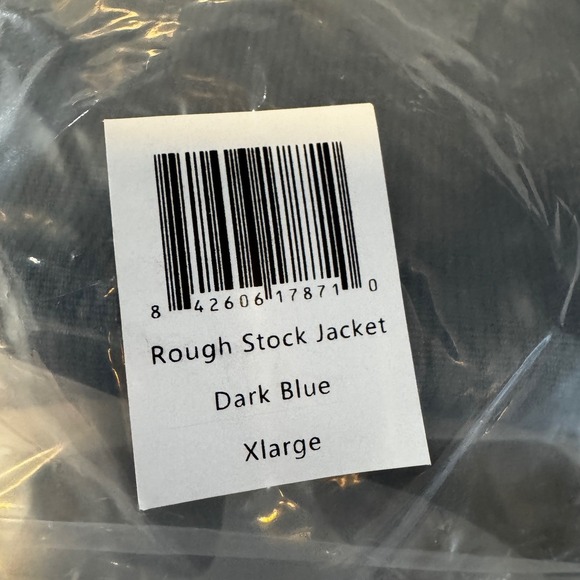 8 42606 17871 0
Rough Stock Jacket
Dark Blue
Xlarge